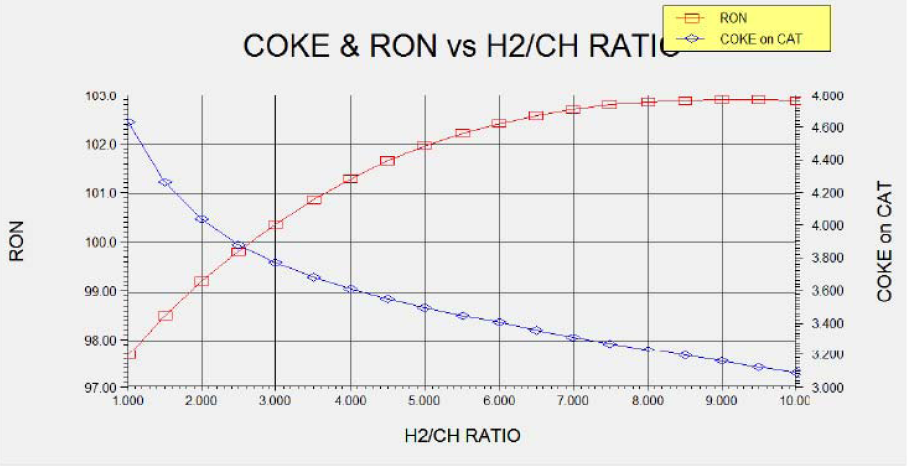 RON
COKE on CAT
COKE & RON vs H2/CH RATIO
103.0
102.0
101.0
100.0
99.00
98.00
97.00
RON
4.800
4.600
4.400
4.200
4.000
3.800
3.600
3.400
3.200
3.000
COKE on CAT
1.000 2.000 3.000 4.000 5.000 6.000 7.000 8.000 9.000 10.00
H2/CH RATIO